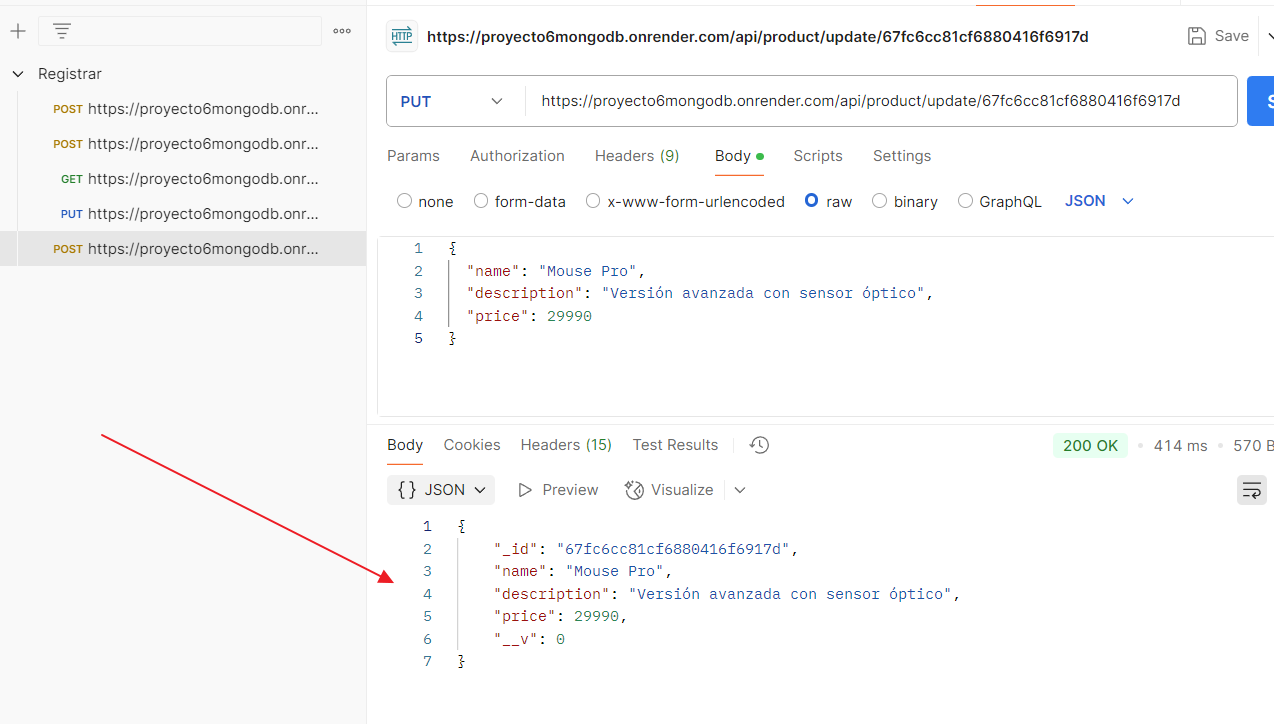 Registrar
POST https://proyecto6mongodb.onr...
POST https://proyecto6mongodb.onr...
GET https://proyecto6mongodb.onr...
PUT https://proyecto6mongodb.onr...
POST https://proyecto6mongodb.onr...
HTTP https://proyecto6mongodb.onrender.com/api/product/update/67fc6cc81cf6880416f6917d
Save
PUT https://proyecto6mongodb.onrender.com/api/product/update/67fc6cc81cf6880416f6917d
Params Authorization Headers (9) Body Scripts Settings
none form-data x-www-form-urlencoded raw binary GraphQL JSON
1 {
2 "name": "Mouse Pro",
3 "description": "Versión avanzada con sensor óptico",
4 "price": 29990
5 }
Body Cookies Headers (15) Test Results 200 OK 414 ms 570 B
{} JSON Preview Visualize
1 {
2 "_id": "67fc6cc81cf6880416f6917d",
3 "name": "Mouse Pro",
4 "description": "Versión avanzada con sensor óptico",
5 "price": 29990,
6 "__v": 0
7 }